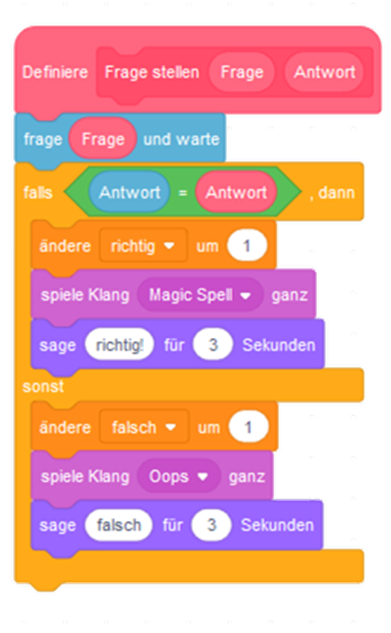 Definiere Frage stellen Frage Antwort
frage Frage und warte
falls Antwort = Antwort , dann
ändere richtig um 1
spiele Klang Magic Spell ganz
sage richtig! für 3 Sekunden
sonst
ändere falsch um 1
spiele Klang Oops ganz
sage falsch für 3 Sekunden